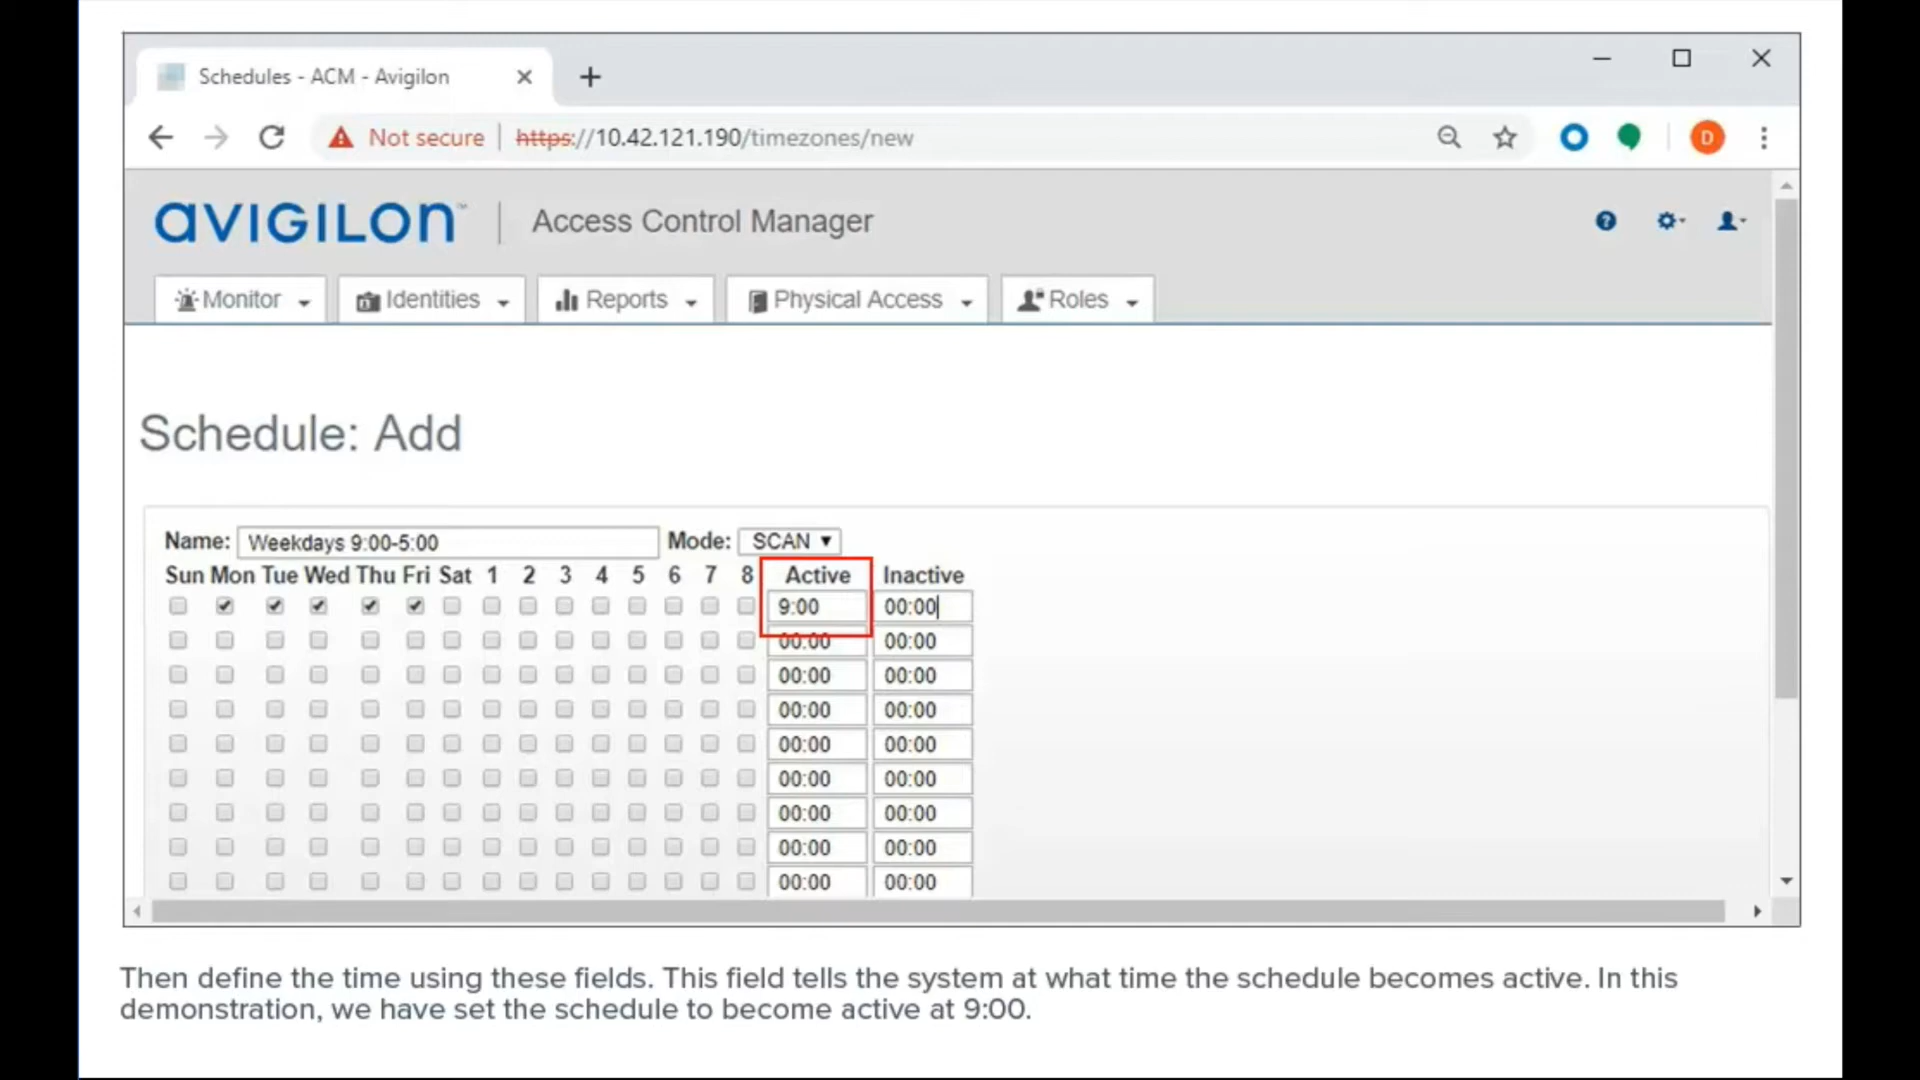 Schedules - ACM - Avigilon
Not secure | https://10.42.121.190/timezones/new
D
AVIGILON™ | Access Control Manager
Monitor Identities Reports Physical Access Roles
Schedule: Add
Name: Weekdays 9:00-5:00 Mode: SCAN
Sun Mon Tue Wed Thu Fri Sat 1 2 3 4 5 6 7 8 Active Inactive
9:00 00:00
00:00 00:00
00:00 00:00
00:00 00:00
00:00 00:00
00:00 00:00
00:00 00:00
00:00 00:00
00:00 00:00
Then define the time using these fields. This field tells the system at what time the schedule becomes active. In this
demonstration, we have set the schedule to become active at 9:00.